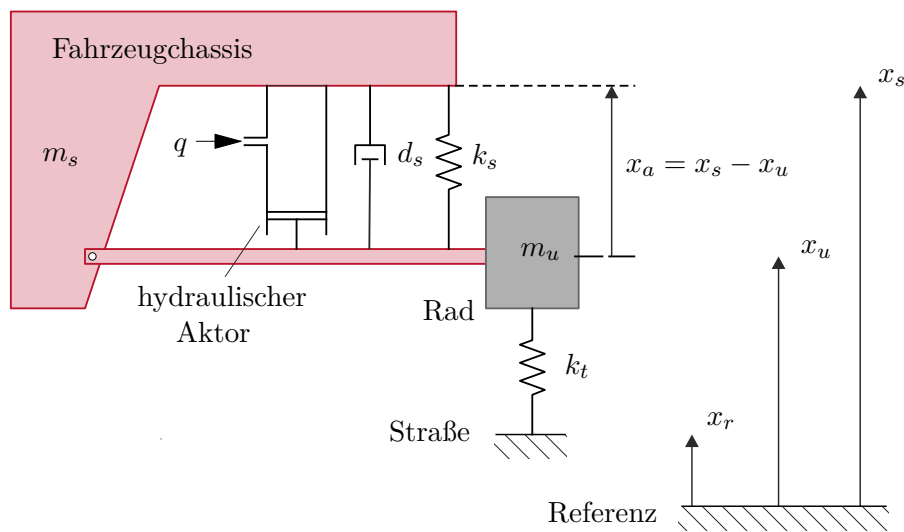 Fahrzeugchassis
x_s
q
d_s
k_s
m_s
x_a = x_s − x_u
m_u
x_u
hydraulischer
Aktor
Rad
k_t
x_r
Straße
Referenz